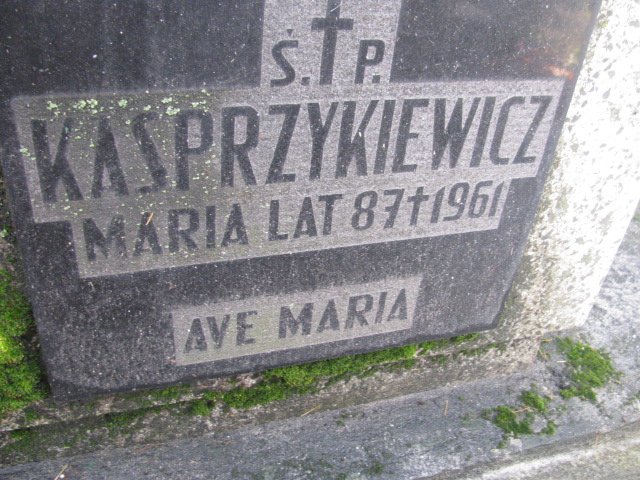 Ś.†P.
KASPRZYKIEWICZ
MARIA LAT 87†1961
AVE MARIA